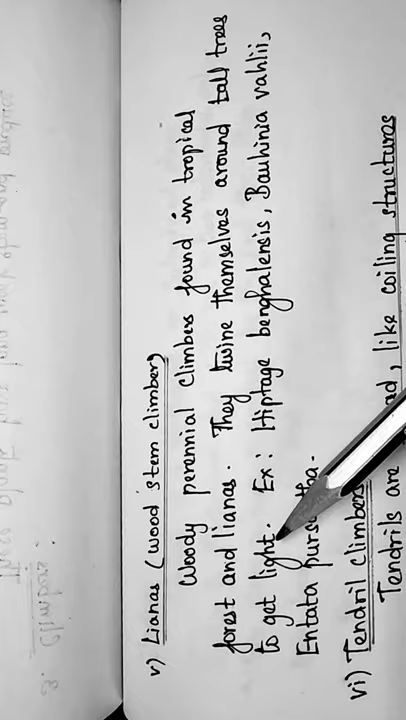 v) Lianas (wood stem climber)
Woody perennial Climbers found in tropical
forest and lianas. They twine themselves around tall trees
to get light. Ex: Hiptage benghalensis, Bauhinia vahlii,
Entata
vi) Tendril Climbers
Tendrils are like coiling structures